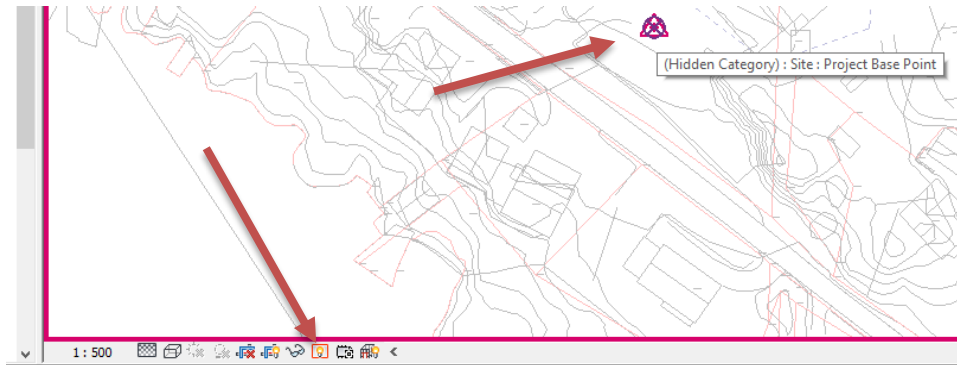 (Hidden Category) : Site : Project Base Point
1 : 500